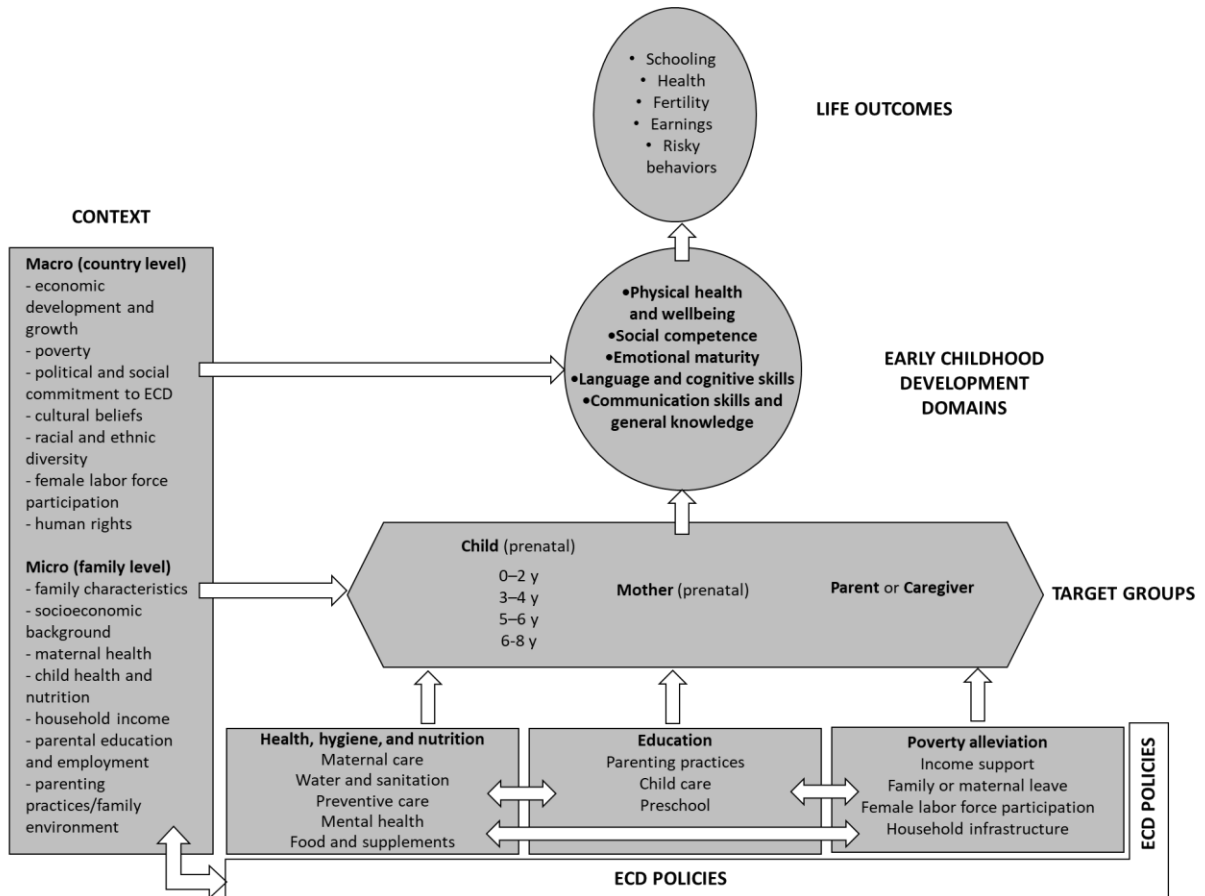 • Schooling
• Health
• Fertility
• Earnings
• Risky
behaviors
LIFE OUTCOMES
CONTEXT
Macro (country level)
- economic
development and
growth
- poverty
- political and social
commitment to ECD
- cultural beliefs
- racial and ethnic
diversity
- female labor force
participation
- human rights
Micro (family level)
- family characteristics
- socioeconomic
background
- maternal health
- child health and
nutrition
- household income
- parental education
and employment
- parenting
practices/family
environment
•Physical health
and wellbeing
•Social competence
•Emotional maturity
•Language and cognitive skills
•Communication skills and
general knowledge
EARLY CHILDHOOD
DEVELOPMENT
DOMAINS
Child (prenatal)
0–2 y
3–4 y
5–6 y
6-8 y
Mother (prenatal)
Parent or Caregiver
TARGET GROUPS
Health, hygiene, and nutrition
Maternal care
Water and sanitation
Preventive care
Mental health
Food and supplements
Education
Parenting practices
Child care
Preschool
Poverty alleviation
Income support
Family or maternal leave
Female labor force participation
Household infrastructure
ECD POLICIES
ECD POLICIES